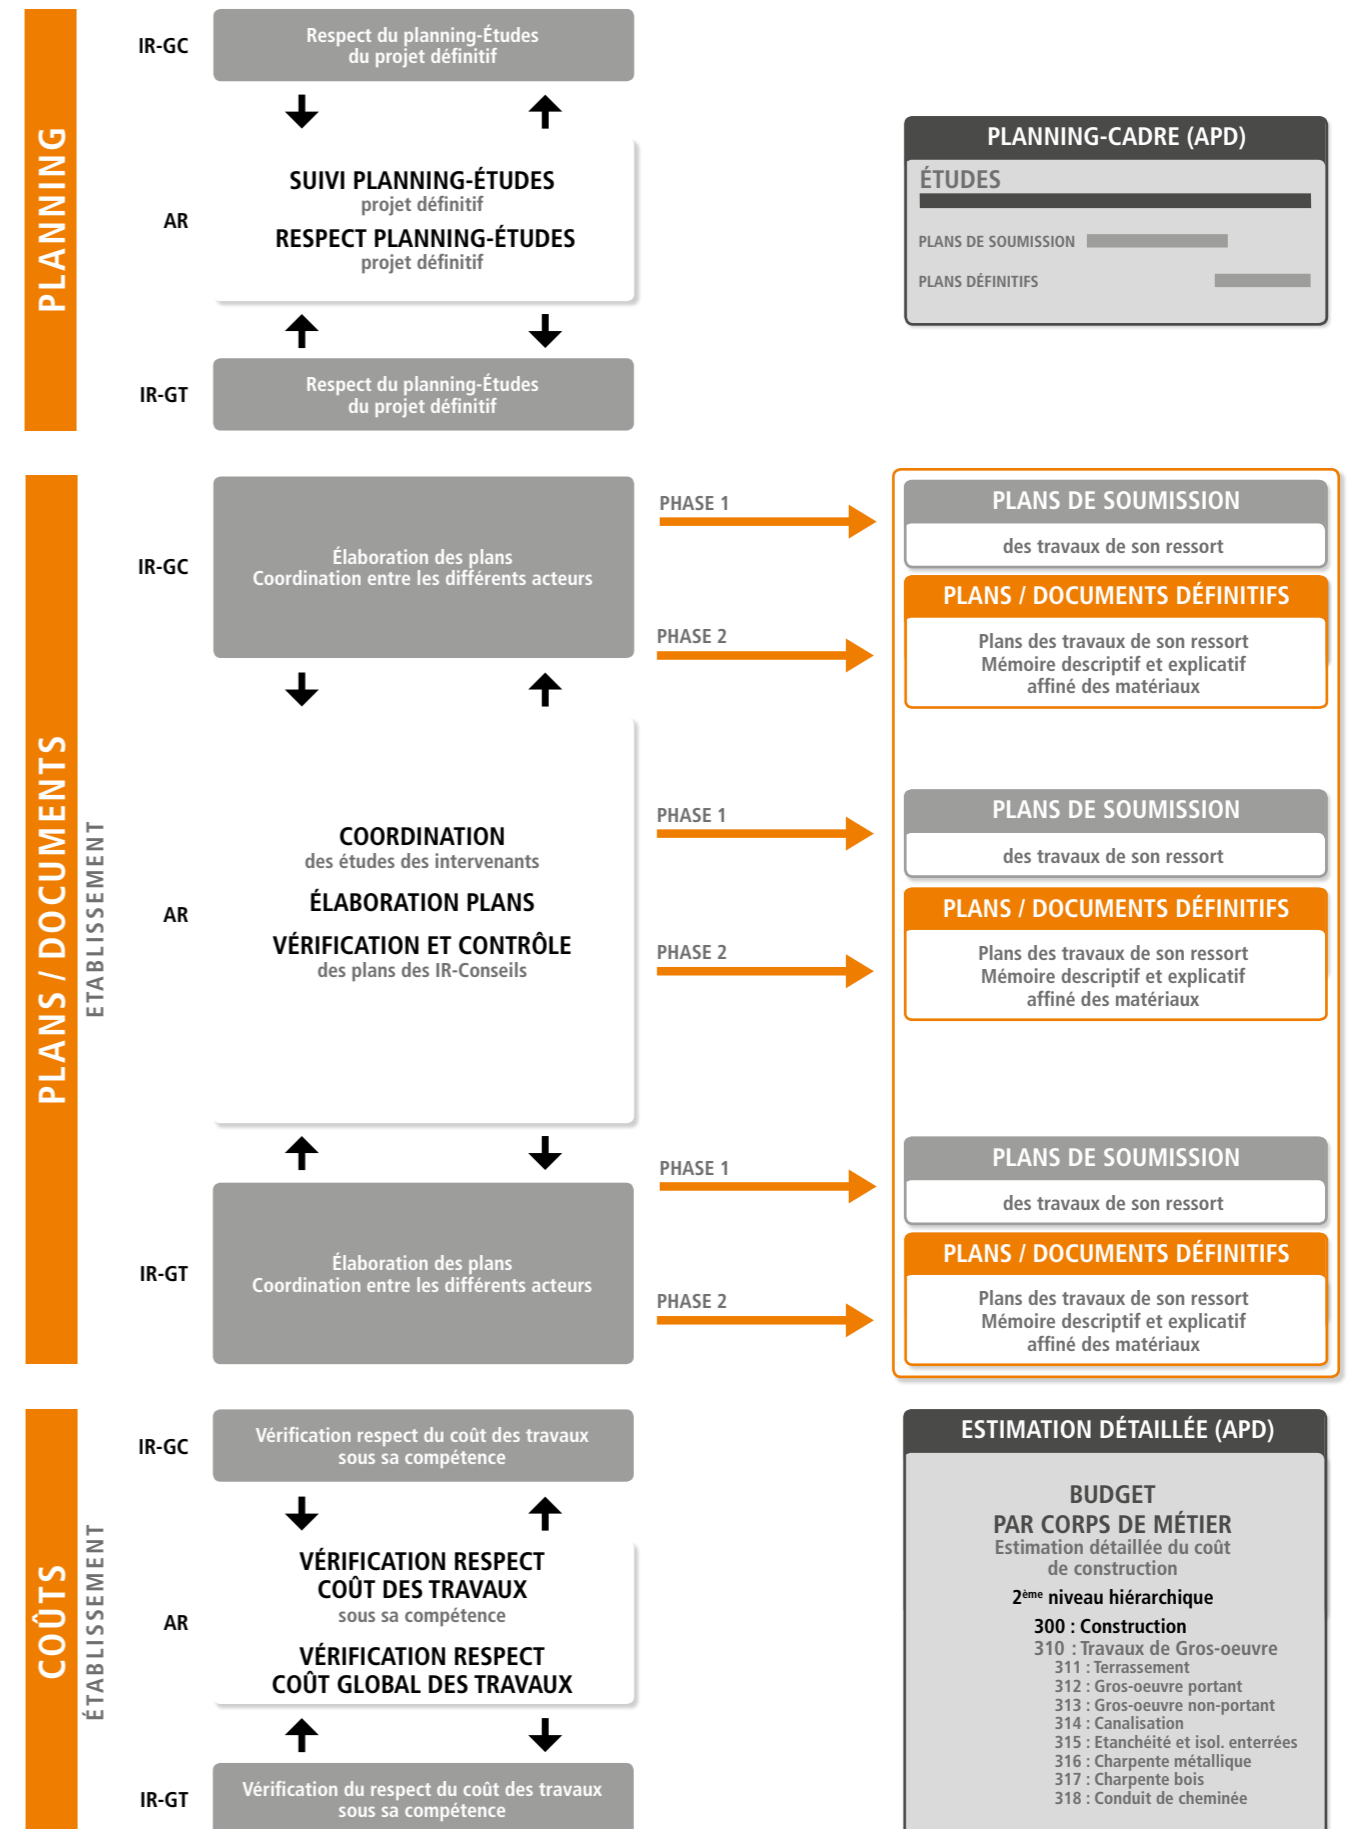 PLANNING
IR-GC
Respect du planning-Études
du projet définitif
AR
SUIVI PLANNING-ÉTUDES
projet définitif
RESPECT PLANNING-ÉTUDES
projet définitif
IR-GT
Respect du planning-Études
du projet définitif
PLANNING-CADRE (APD)
ÉTUDES
PLANS DE SOUMISSION
PLANS DÉFINITIFS
PLANS / DOCUMENTS
ETABLISSEMENT
IR-GC
Élaboration des plans
Coordination entre les différents acteurs
PHASE 1
PLANS DE SOUMISSION
des travaux de son ressort
PHASE 2
PLANS / DOCUMENTS DÉFINITIFS
Plans des travaux de son ressort
Mémoire descriptif et explicatif
affiné des matériaux
AR
COORDINATION
des études des intervenants
ÉLABORATION PLANS
VÉRIFICATION ET CONTRÔLE
des plans des IR-Conseils
PHASE 1
PLANS DE SOUMISSION
des travaux de son ressort
PHASE 2
PLANS / DOCUMENTS DÉFINITIFS
Plans des travaux de son ressort
Mémoire descriptif et explicatif
affiné des matériaux
IR-GT
Élaboration des plans
Coordination entre les différents acteurs
PHASE 1
PLANS DE SOUMISSION
des travaux de son ressort
PHASE 2
PLANS / DOCUMENTS DÉFINITIFS
Plans des travaux de son ressort
Mémoire descriptif et explicatif
affiné des matériaux
COÛTS
ÉTABLISSEMENT
IR-GC
Vérification respect du coût des travaux
sous sa compétence
AR
VÉRIFICATION RESPECT
COÛT DES TRAVAUX
sous sa compétence
VÉRIFICATION RESPECT
COÛT GLOBAL DES TRAVAUX
IR-GT
Vérification du respect du coût des travaux
sous sa compétence
ESTIMATION DÉTAILLÉE (APD)
BUDGET
PAR CORPS DE MÉTIER
Estimation détaillée du coût
de construction
2ème niveau hiérarchique
300 : Construction
310 : Travaux de Gros-oeuvre
311 : Terrassement
312 : Gros-oeuvre portant
313 : Gros-oeuvre non-portant
314 : Canalisation
315 : Etanchéité et isol. enterrées
316 : Charpente métallique
317 : Charpente bois
318 : Conduit de cheminée